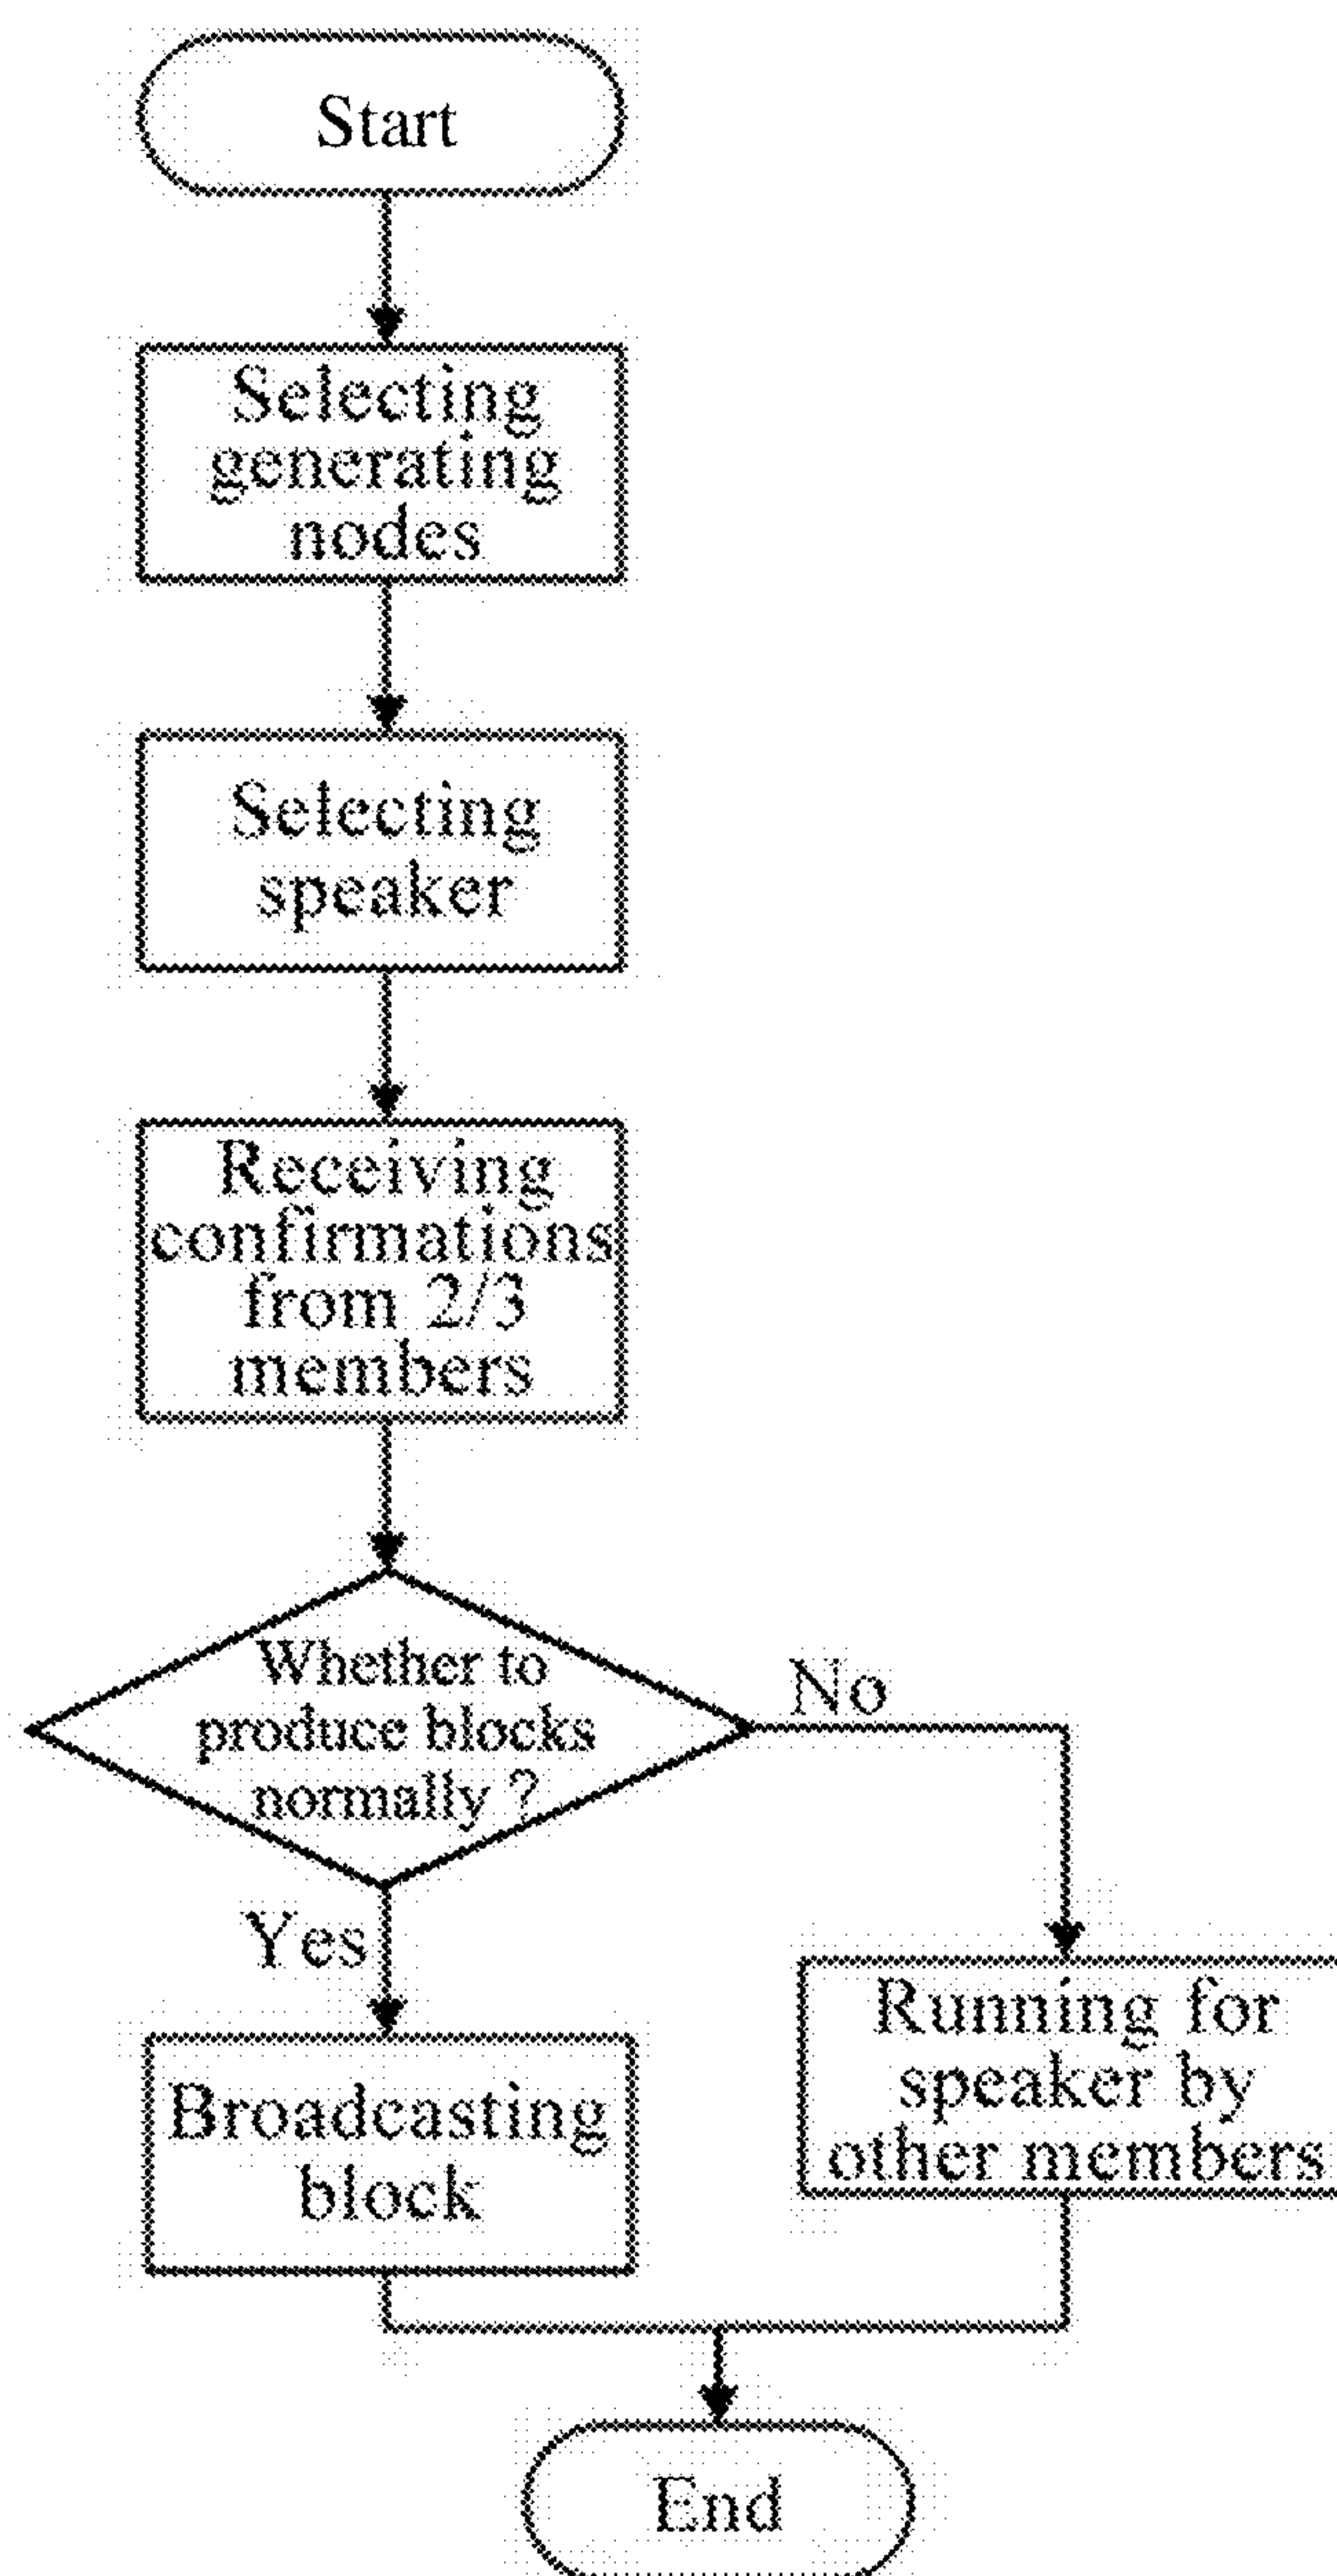 Start
Selecting
generating
nodes
Selecting
speaker
Receiving
confirmations
from 2/3
members
Whether to
produce blocks
normally ?
No
Yes
Running for
speaker by
other members
Broadcasting
block
End